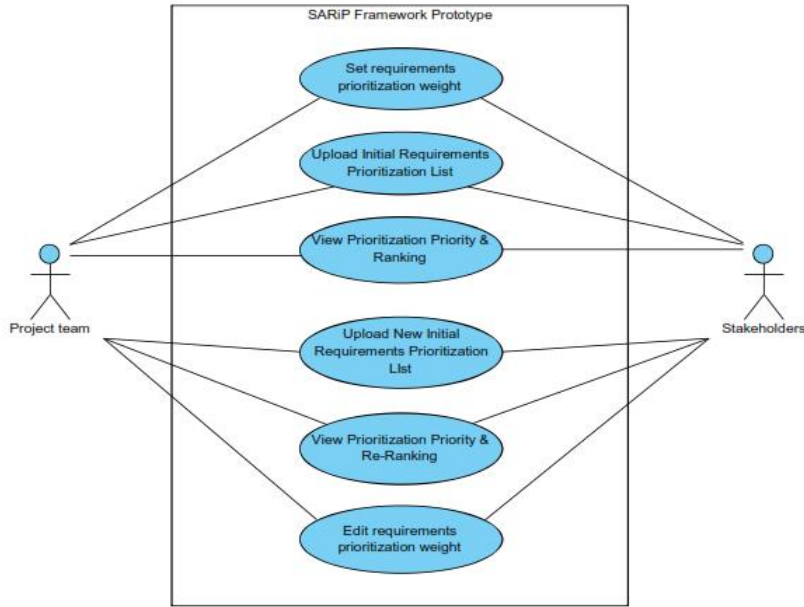 SARiP Framework Prototype
Set requirements
prioritization weight
Upload Initial Requirements
Prioritization List
View Prioritization Priority &
Ranking
Project team
Stakeholders
Upload New Initial
Requirements Prioritization
LIst
View Prioritization Priority &
Re-Ranking
Edit requirements
prioritization weight